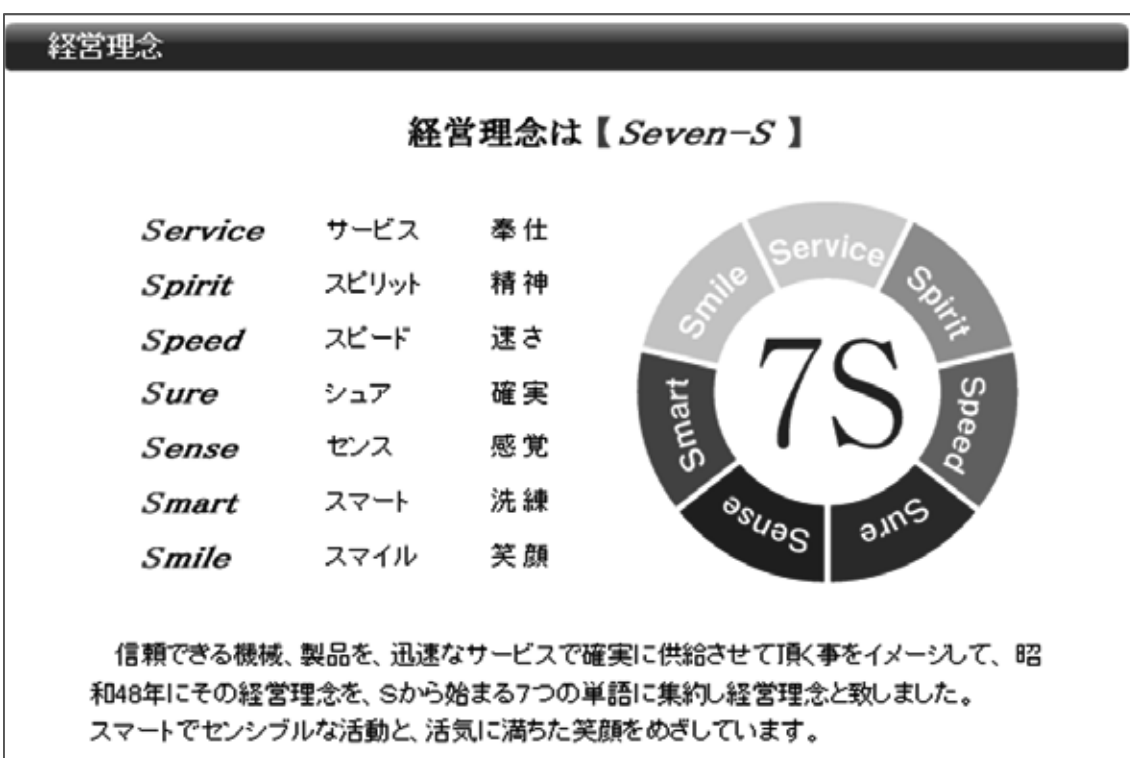 経営理念
経営理念は【Seven-S】
Service サービス 奉仕
Spirit スピリット 精神
Speed スピード 速さ
Sure シュア 確実
Sense センス 感覚
Smart スマート 洗練
Smile スマイル 笑顔
Service
Spirit
Speed
Sure
Sense
Smart
Smile
7S
信頼できる機械、製品を、迅速なサービスで確実に供給させて頂く事をイメージして、昭
和48年にその経営理念を、Sから始まる7つの単語に集約し経営理念と致しました。
スマートでセンシブルな活動と、活気に満ちた笑顔をめざしています。